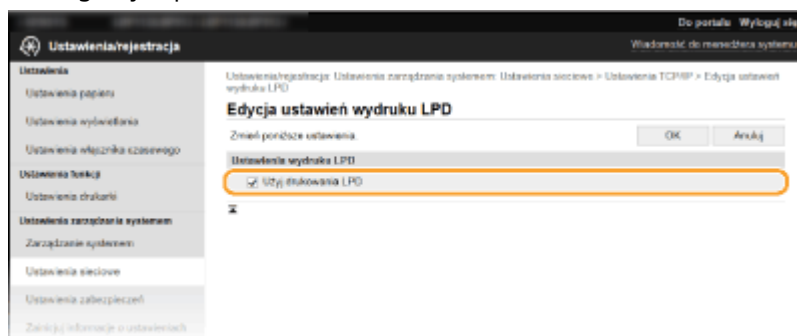 Do portalu Wyloguj się
Ustawienia/rejestracja
Wiadomość do menedżera systemu
Ustawienia
Ustawienia papieru
Ustawienia wyświetlania
Ustawienia włącznika czasowego
Ustawienia funkcji
Ustawienia drukarki
Ustawienia zarządzania systemem
Zarządzanie systemem
Ustawienia sieciowe
Ustawienia zabezpieczeń
Zainicjuj informacje o ustawieniach
Ustawienia/rejestracja: Ustawienia zarządzania systemem: Ustawienia sieciowe > Ustawienia TCP/IP > Edycja ustawień
wydruku LPD
Edycja ustawień wydruku LPD
Zmień poniższe ustawienia.
OK
Anuluj
Ustawienia wydruku LPD
Użyj drukowania LPD